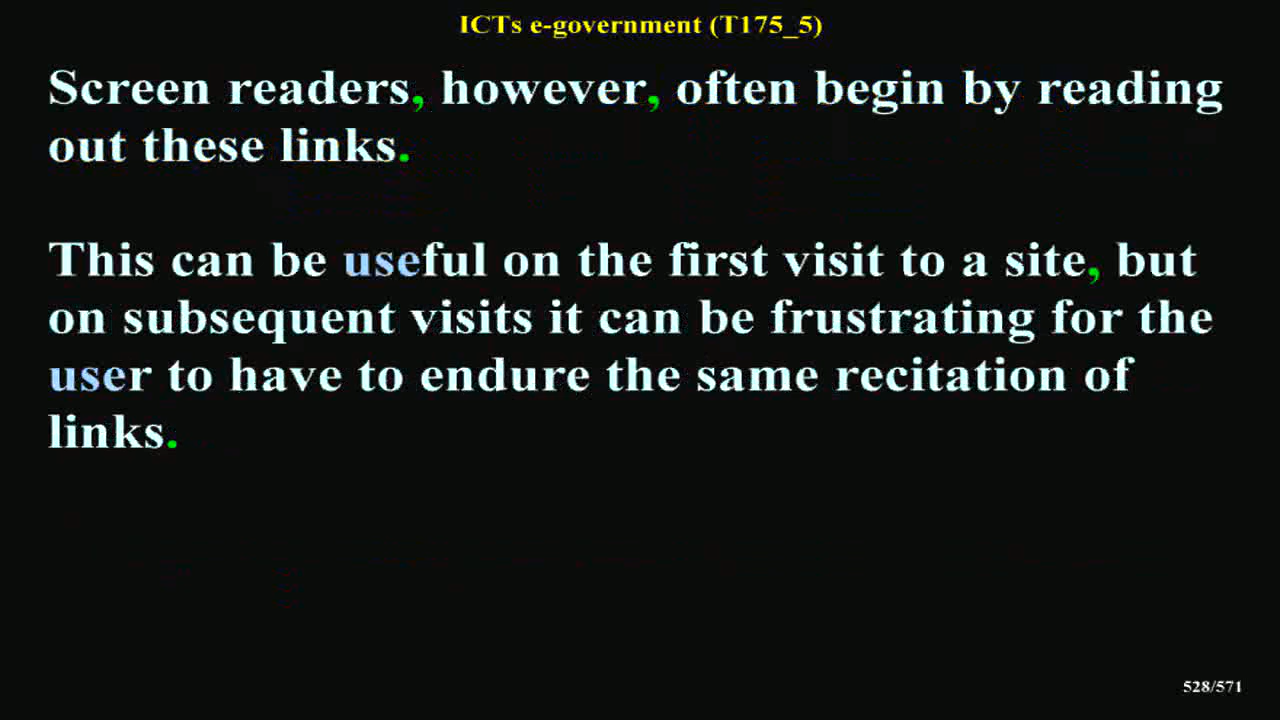 ICTs e-government (T175_5)
Screen readers, however, often begin by reading
out these links.
This can be useful on the first visit to a site, but
on subsequent visits it can be frustrating for the
user to have to endure the same recitation of
links.
528/571